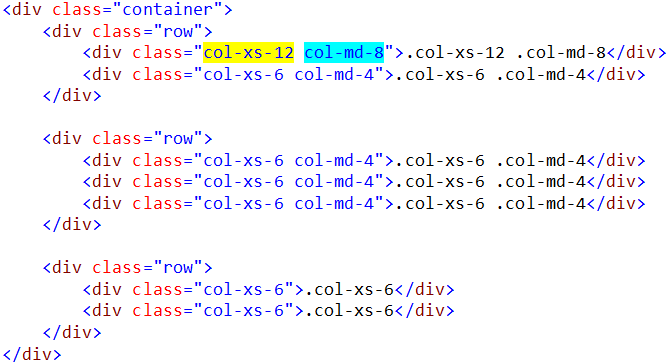 <div class="container">
    <div class="row">
        <div class="col-xs-12 col-md-8">.col-xs-12 .col-md-8</div>
        <div class="col-xs-6 col-md-4">.col-xs-6 .col-md-4</div>
    </div>

    <div class="row">
        <div class="col-xs-6 col-md-4">.col-xs-6 .col-md-4</div>
        <div class="col-xs-6 col-md-4">.col-xs-6 .col-md-4</div>
        <div class="col-xs-6 col-md-4">.col-xs-6 .col-md-4</div>
    </div>

    <div class="row">
        <div class="col-xs-6">.col-xs-6</div>
        <div class="col-xs-6">.col-xs-6</div>
    </div>
</div>